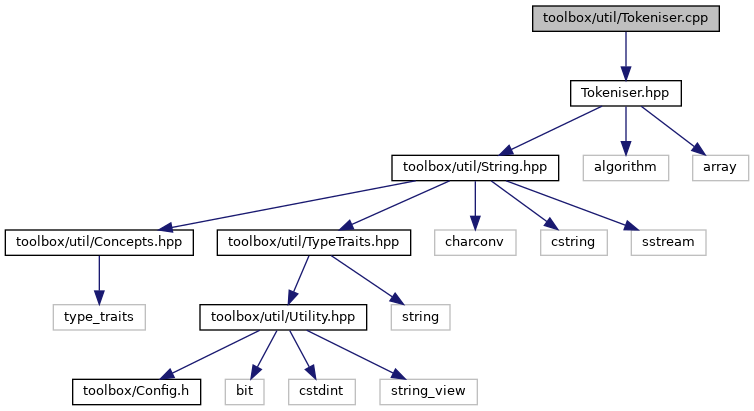 toolbox/util/Tokeniser.cpp
Tokeniser.hpp
toolbox/util/String.hpp
algorithm
array
toolbox/util/Concepts.hpp
toolbox/util/TypeTraits.hpp
charconv
cstring
sstream
type_traits
toolbox/util/Utility.hpp
string
toolbox/Config.h
bit
cstdint
string_view